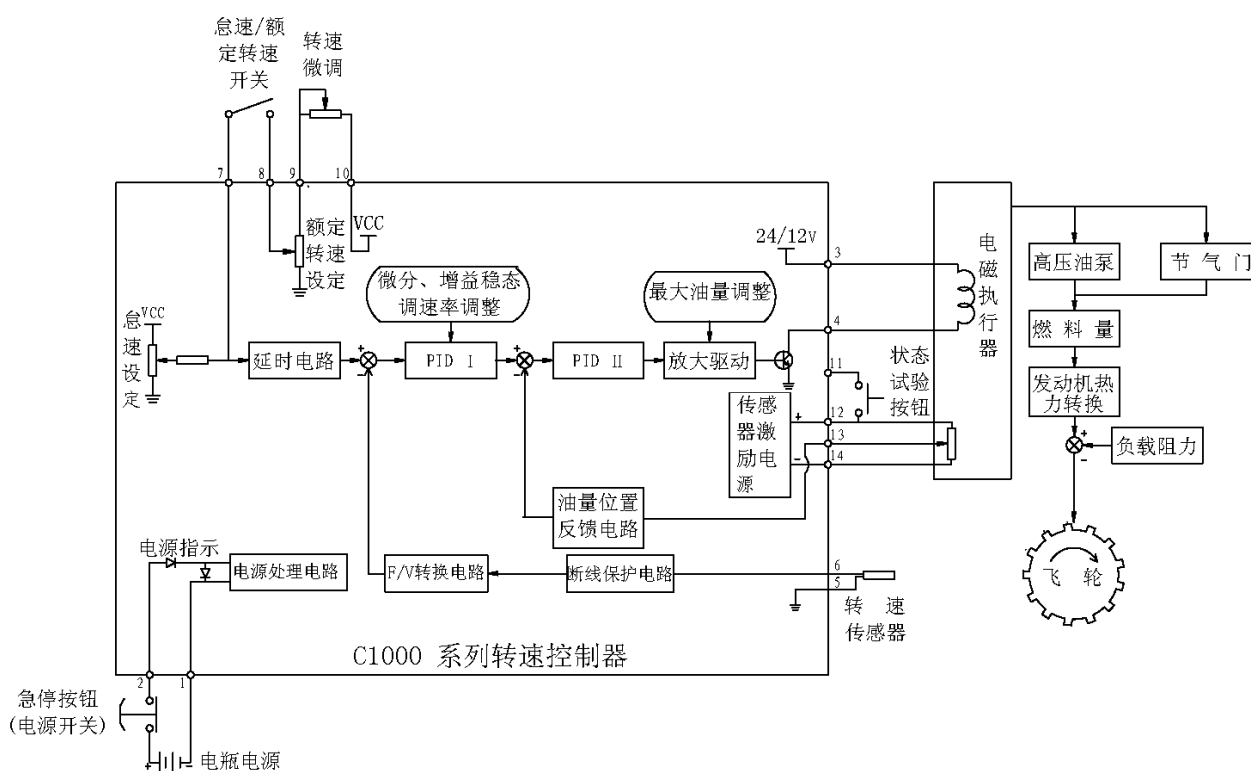 怠速/额
定转速
开关
转速
微调
7
8
9
10
额定
转速
设定
VCC
24/12V
3
电磁执行器
高压油泵
节气门
微分、增益稳态
调速率调整
最大油量调整
怠速设定
VCC
燃料量
4
+
-
+
-
延时电路
PID I
PID II
放大驱动
11
状态
试验
按钮
发动机热
力转换
传感
器激
励电
源
+
-
12
13
14
+
-
负载阻力
油量位置
反馈电路
电源指示
电源处理电路
F/V转换电路
断线保护电路
6
5
转速
传感器
飞轮
C1000 系列转速控制器
2
1
急停按钮
(电源开关)
+
-
电瓶电源